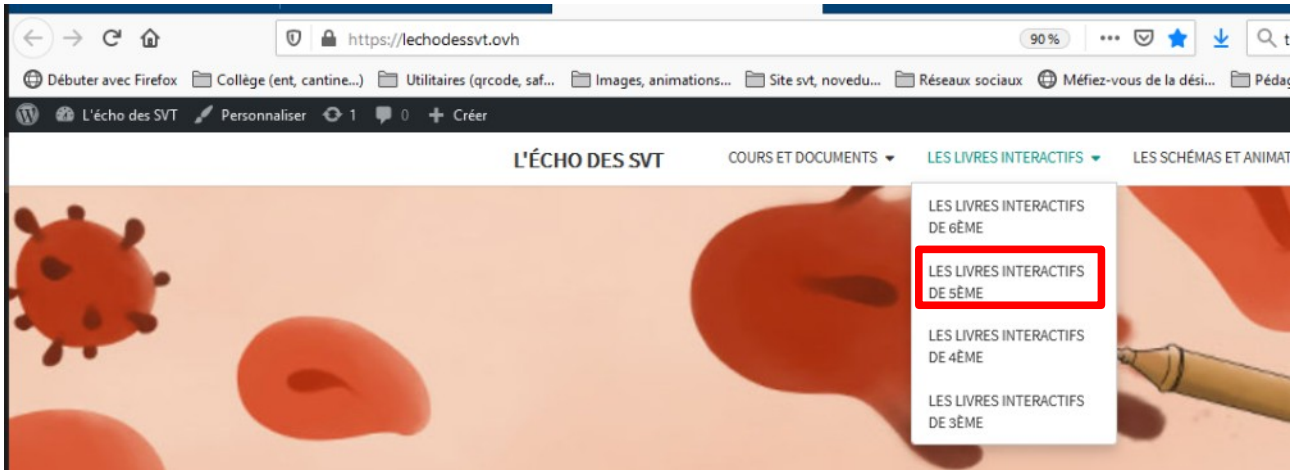 https://lechodessvt.ovh 90 % t
Débuter avec Firefox Collège (ent, cantine...) Utilitaires (qrcode, saf... Images, animations... Site svt, novedu... Réseaux sociaux Méfiez-vous de la dési... Pédag
L'écho des SVT Personnaliser 1 0 + Créer
L'ÉCHO DES SVT COURS ET DOCUMENTS LES LIVRES INTERACTIFS LES SCHÉMAS ET ANIMAT
LES LIVRES INTERACTIFS
DE 6ÈME
LES LIVRES INTERACTIFS
DE 5ÈME
LES LIVRES INTERACTIFS
DE 4ÈME
LES LIVRES INTERACTIFS
DE 3ÈME